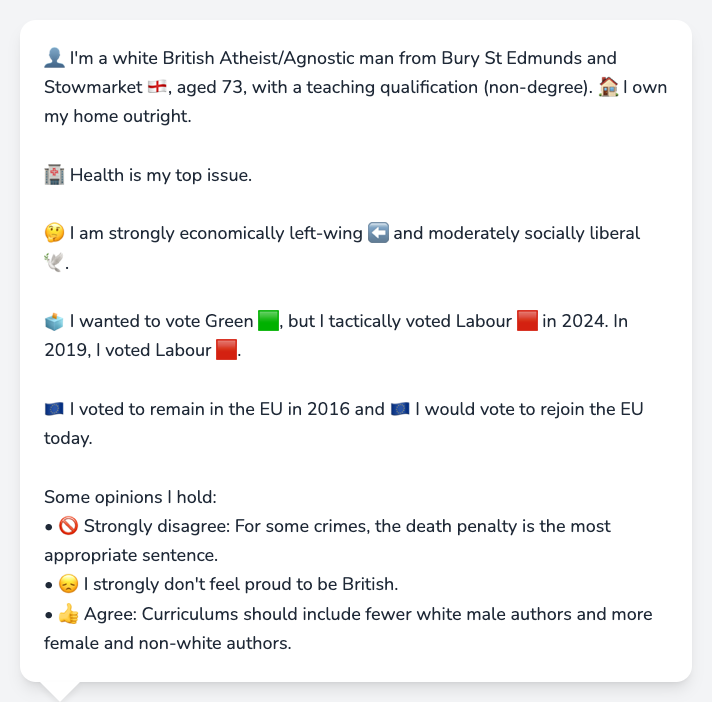 👤 I'm a white British Atheist/Agnostic man from Bury St Edmunds and
Stowmarket 🏴󠁧󠁢󠁥󠁮󠁧󠁿, aged 73, with a teaching qualification (non-degree). 🏠 I own
my home outright.
🏥 Health is my top issue.
🤔 I am strongly economically left-wing ⬅️ and moderately socially liberal
🕊️.
🗳️ I wanted to vote Green 🟩, but I tactically voted Labour 🟥 in 2024. In
2019, I voted Labour 🟥.
🇪🇺 I voted to remain in the EU in 2016 and 🇪🇺 I would vote to rejoin the EU
today.
Some opinions I hold:
• 🚫 Strongly disagree: For some crimes, the death penalty is the most
appropriate sentence.
• 😞 I strongly don't feel proud to be British.
• 👍 Agree: Curriculums should include fewer white male authors and more
female and non-white authors.